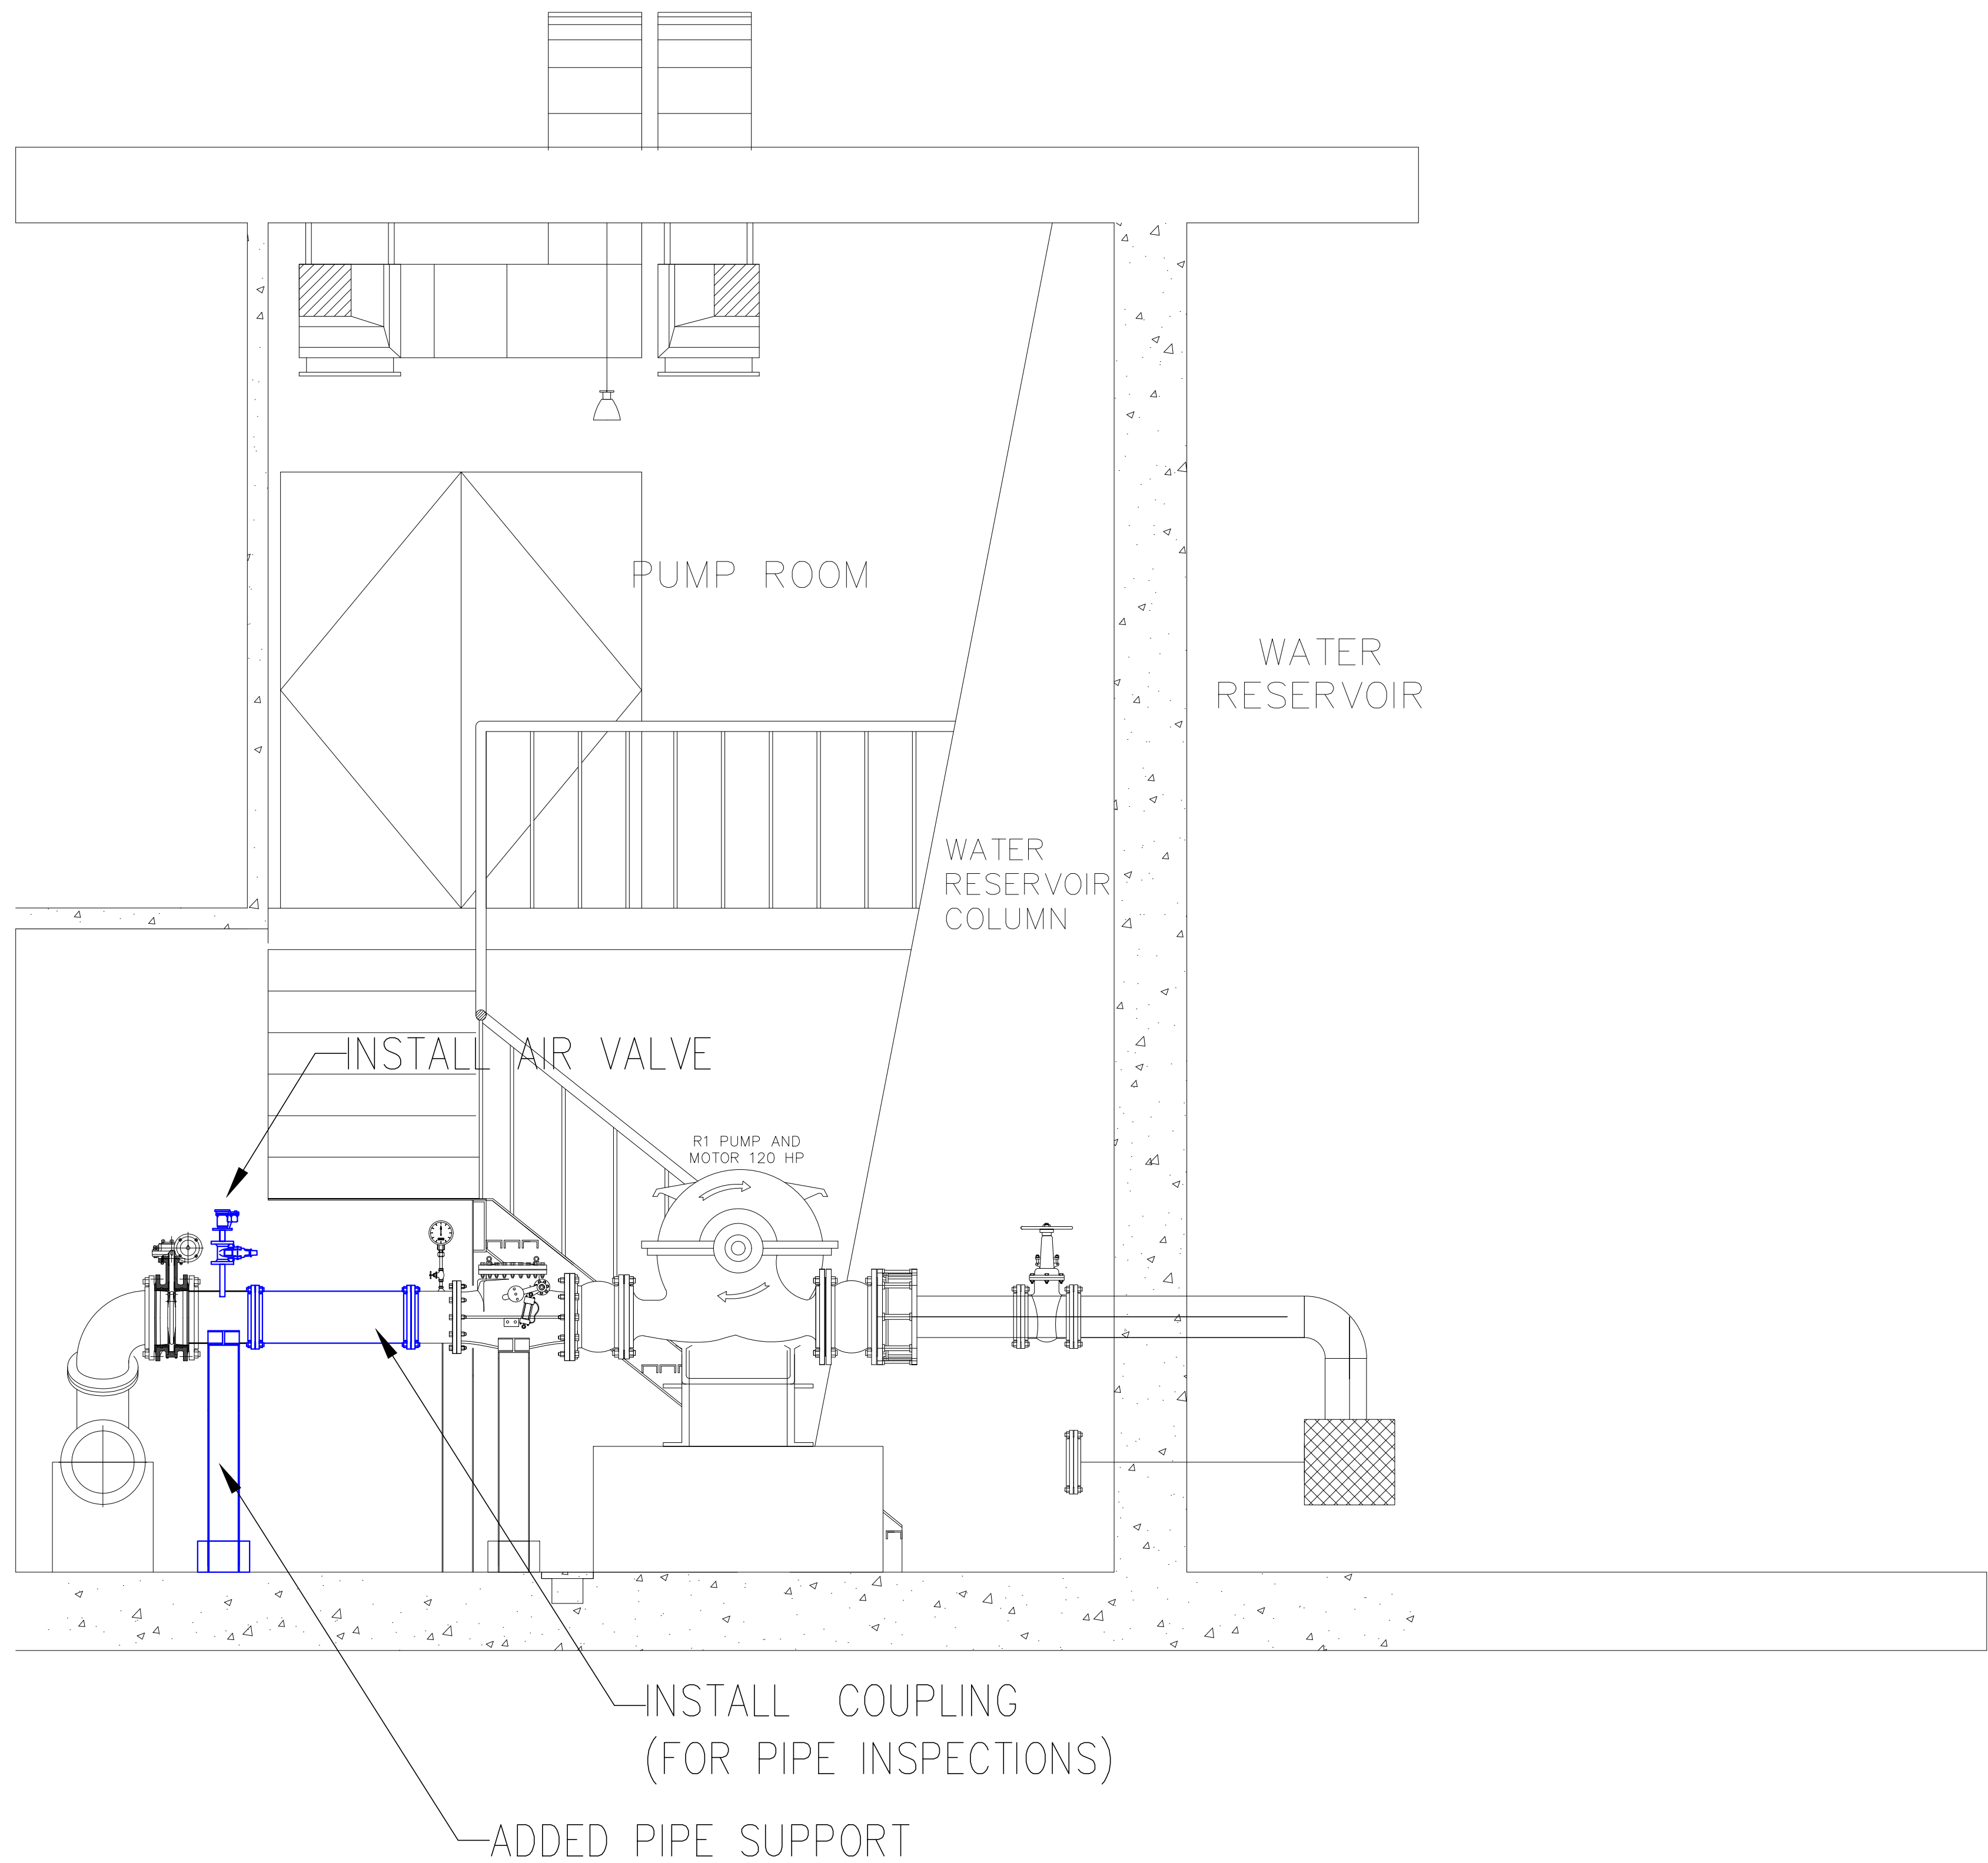 PUMP ROOM
WATER
RESERVOIR
WATER
RESERVOIR
COLUMN
INSTALL AIR VALVE
R1 PUMP AND
MOTOR 120 HP
INSTALL COUPLING
(FOR PIPE INSPECTIONS)
ADDED PIPE SUPPORT